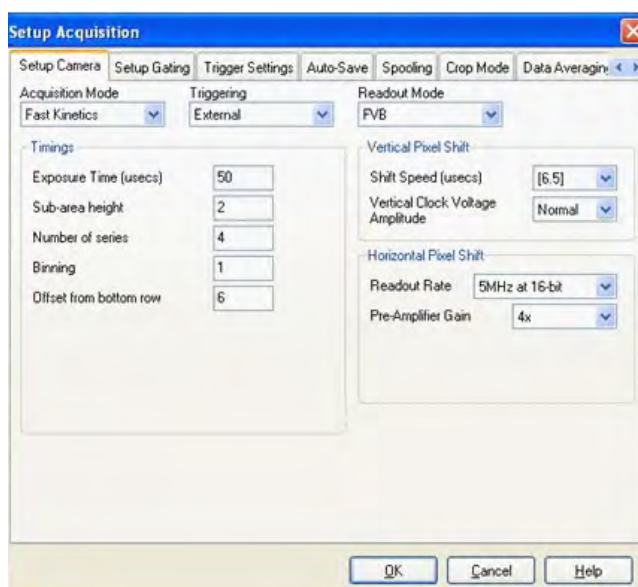 Setup Acquisition
Setup Camera Setup Gating Trigger Settings Auto-Save Spooling Crop Mode Data Averaging
Acquisition Mode Triggering Readout Mode
Fast Kinetics External FVB
Timings Vertical Pixel Shift
Exposure Time (usecs) 50 Shift Speed (usecs) [6.5]
Sub-area height 2 Vertical Clock Voltage Amplitude Normal
Number of series 4
Binning 1 Horizontal Pixel Shift
Offset from bottom row 6 Readout Rate 5MHz at 16-bit
Pre-Amplifier Gain 4x
OK Cancel Help